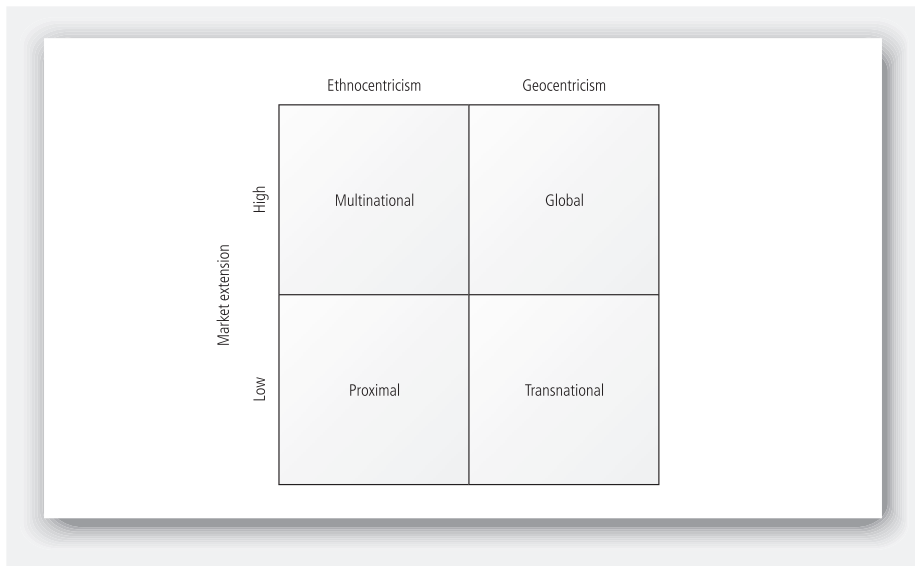 Ethnocentricism
Geocentricism
High
Multinational
Global
Market extension
Low
Proximal
Transnational